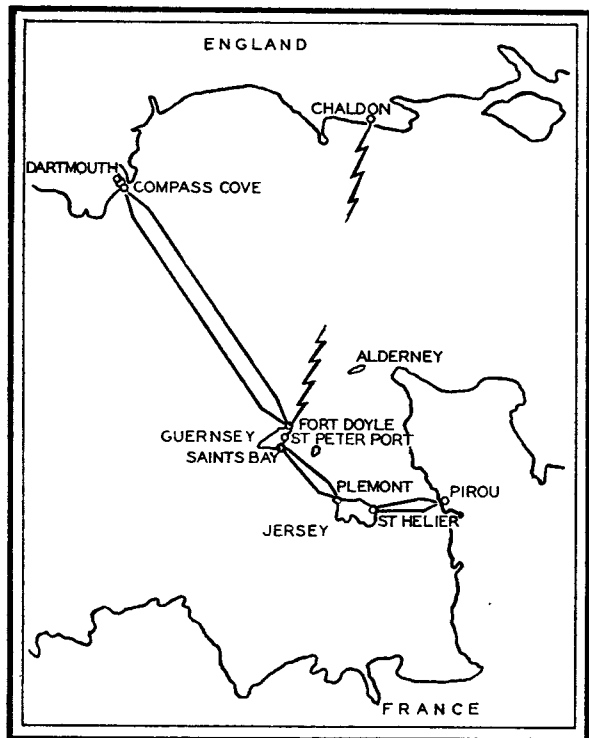 ENGLAND
CHALDON
DARTMOUTH
COMPASS COVE
ALDERNEY
FORT DOYLE
GUERNSEY
ST PETER PORT
SAINTS BAY
PLEMONT
PIROU
ST HELIER
JERSEY
FRANCE